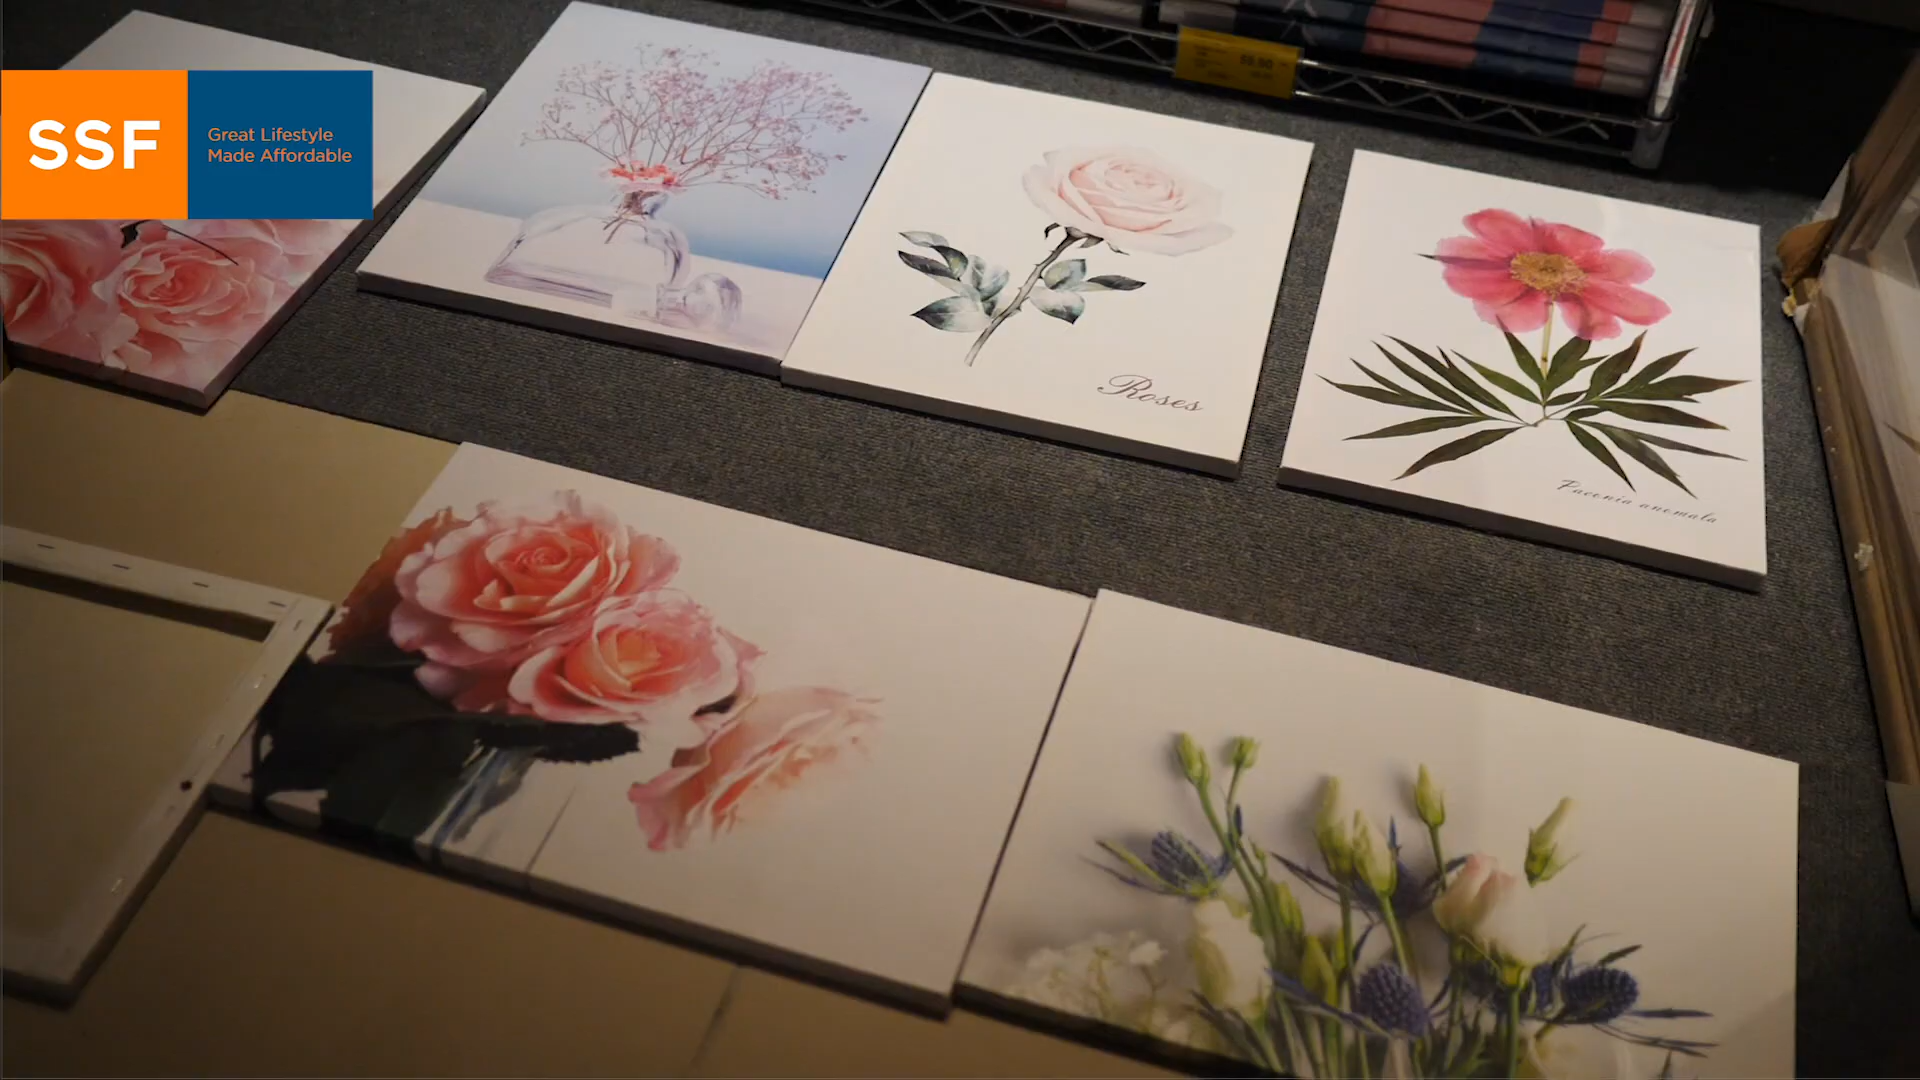 SSF
Great Lifestyle
Made Affordable
Roses
Paeonia anomala